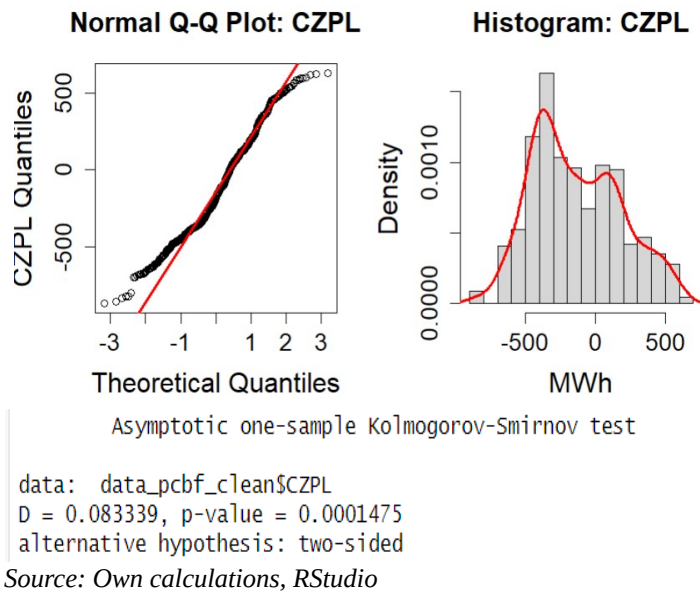 Normal Q-Q Plot: CZPL
CZPL Quantiles
500
0
-500
-3 -1 1 2 3
Theoretical Quantiles
Histogram: CZPL
Density
0.0010
0.0000
-500 0 500
MWh
Asymptotic one-sample Kolmogorov-Smirnov test
data: data_pcbf_clean$CZPL
D = 0.083339, p-value = 0.0001475
alternative hypothesis: two-sided
Source: Own calculations, RStudio